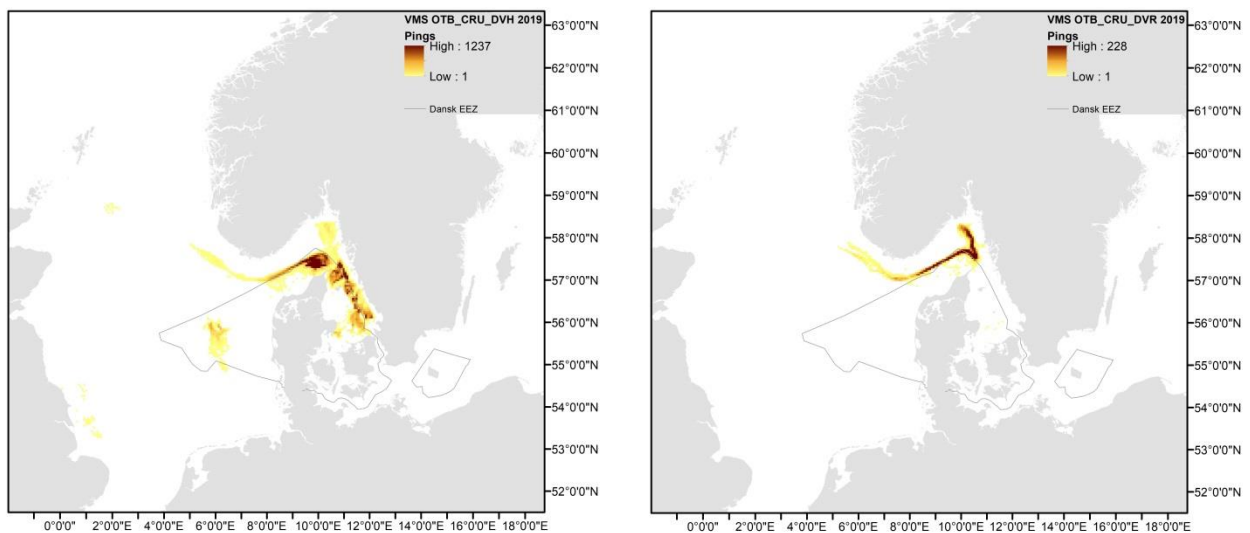 VMS OTB_CRU_DVH 2019
Pings
High : 1237
Low : 1
Dansk EEZ
63°0'0"N
62°0'0"N
61°0'0"N
60°0'0"N
59°0'0"N
58°0'0"N
57°0'0"N
56°0'0"N
55°0'0"N
54°0'0"N
53°0'0"N
52°0'0"N
0°0'0" 2°0'0"E 4°0'0"E 6°0'0"E 8°0'0"E 10°0'0"E 12°0'0"E 14°0'0"E 16°0'0"E 18°0'0"E
VMS OTB_CRU_DVR 2019
Pings
High : 228
Low : 1
Dansk EEZ
63°0'0"N
62°0'0"N
61°0'0"N
60°0'0"N
59°0'0"N
58°0'0"N
57°0'0"N
56°0'0"N
55°0'0"N
54°0'0"N
53°0'0"N
52°0'0"N
0°0'0" 2°0'0"E 4°0'0"E 6°0'0"E 8°0'0"E 10°0'0"E 12°0'0"E 14°0'0"E 16°0'0"E 18°0'0"E